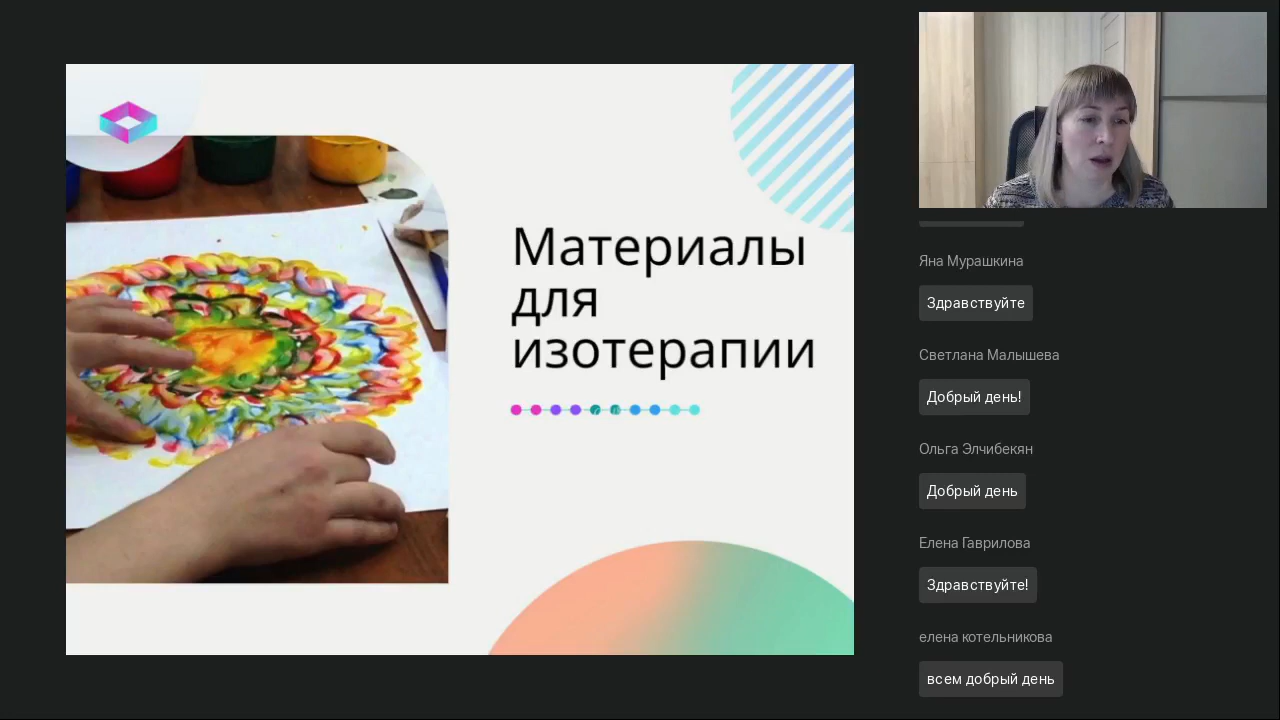 Материалы
для
изотерапии
Яна Мурашкина
Здравствуйте
Светлана Малышева
Добрый день!
Ольга Элчибекян
Добрый день
Елена Гаврилова
Здравствуйте!
елена котельникова
всем добрый день